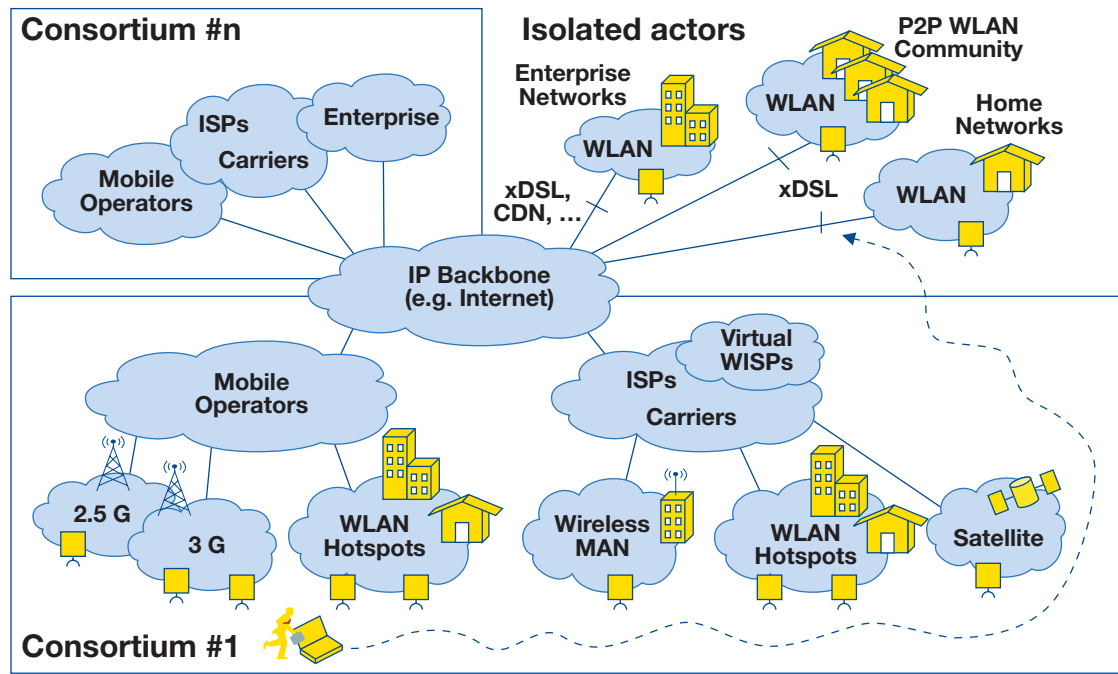 Consortium #n
ISPs
Carriers
Enterprise
Mobile
Operators
Isolated actors
Enterprise
Networks
WLAN
xDSL,
CDN, ...
P2P WLAN
Community
WLAN
xDSL
Home
Networks
WLAN
IP Backbone
(e.g. Internet)
Mobile
Operators
2.5 G
3 G
WLAN
Hotspots
Virtual
WISPs
ISPs
Carriers
Wireless
MAN
WLAN
Hotspots
Satellite
Consortium #1